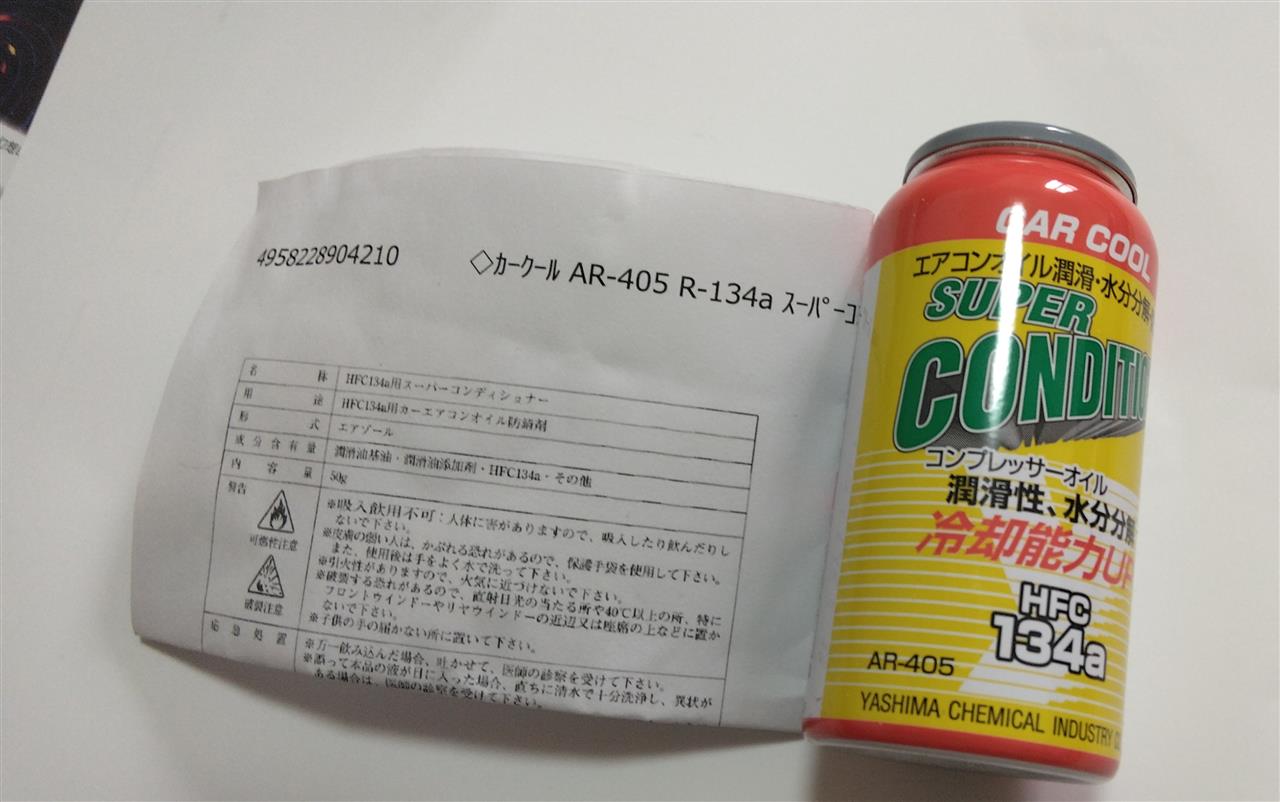 4958228904210
◇カークール AR-405 R-134a スーパーコ
名 称 HFC134a用スーパーコンディショナー
用 途 HFC134a用カーエアコンオイル防錆剤
形 式 エアゾール
成分含有量 潤滑油基油・潤滑油添加剤・HFC134a・その他
内 容 量 50g
警告
可燃性注意
破裂注意
※吸入飲用不可:人体に害がありますので、吸入したり飲んだりし
ないで下さい。
※皮膚の弱い人は、かぶれる恐れがあるので、保護手袋を使用して下さい。
また、使用後は手をよく水で洗って下さい。
※引火性がありますので、火気に近づけないで下さい。
※破裂する恐れがあるので、直射日光の当たる所や40℃以上の所、特に
フロントウインドーやリヤウインドーの近辺又は座席の上などに置か
ないで下さい。
※子供の手の届かない所に置いて下さい。
応 急 処 置
※万一飲み込んだ場合、吐かせて、医師の診察を受けて下さい。
※誤って本品の液が目に入った場合、直ちに清水で十分洗浄し、異状が
ある場合は、医師の診察を受けて下さい。
CAR COOL
エアコンオイル潤滑・水分分解
SUPER
CONDITIO
コンプレッサーオイル
潤滑性、水分分解
冷却能力UP
HFC
134a
AR-405
YASHIMA CHEMICAL INDUSTRY